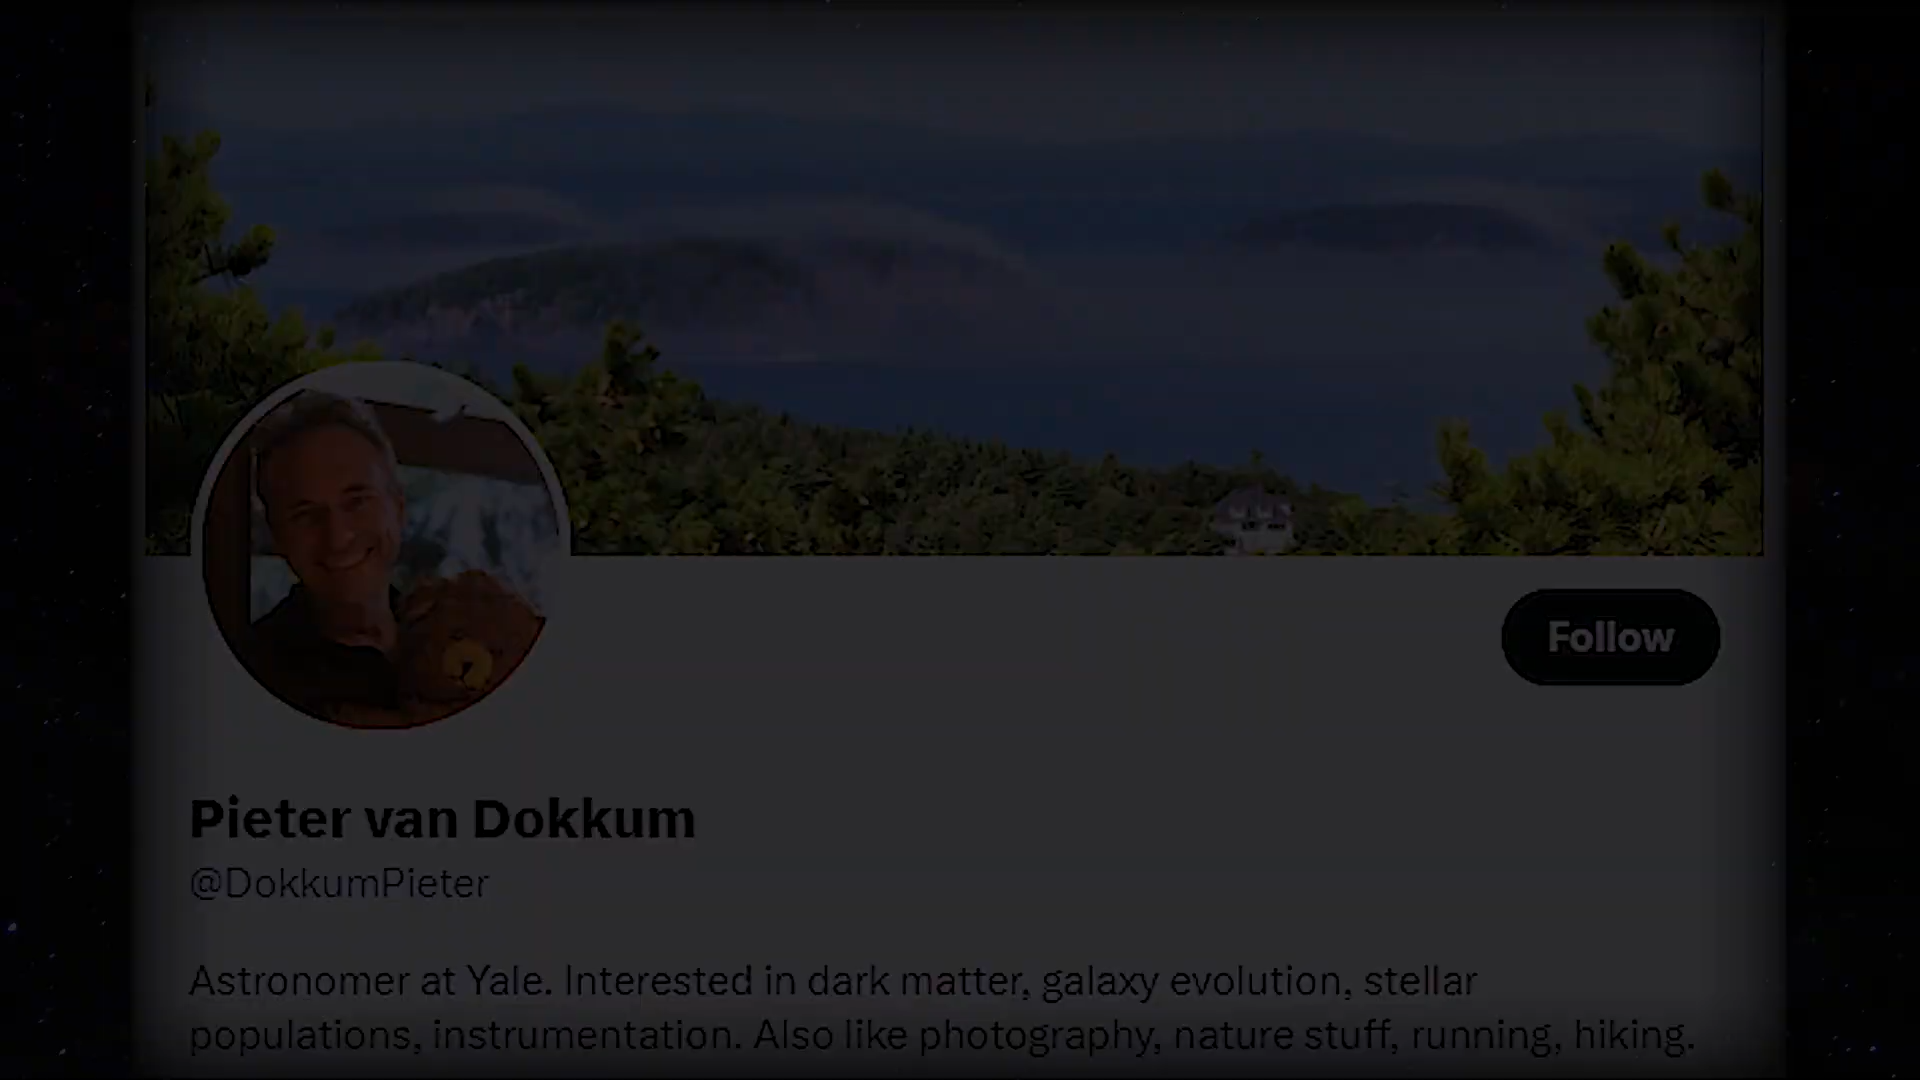 Follow
Pieter van Dokkum
@DokkumPieter
Astronomer at Yale. Interested in dark matter, galaxy evolution, stellar
populations, instrumentation. Also like photography, nature stuff, running, hiking.